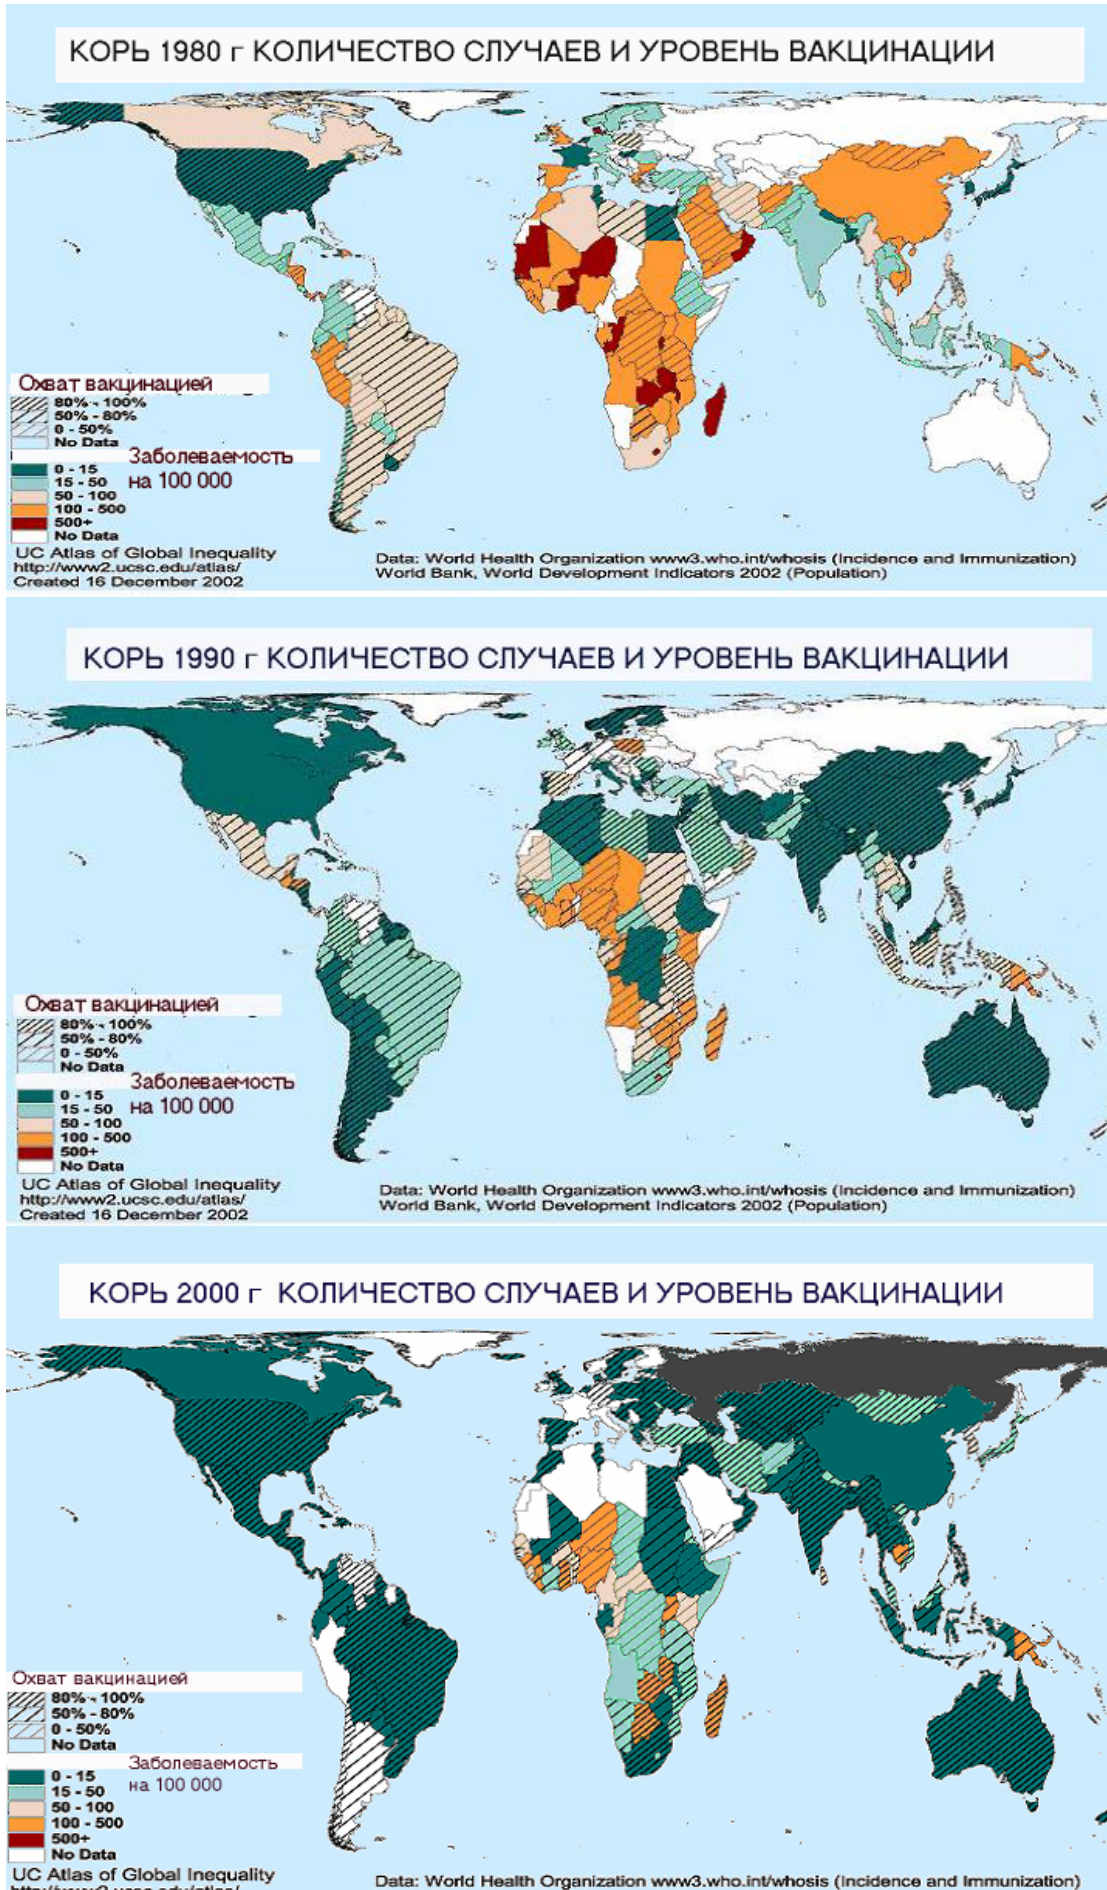 КОРЬ 1980 г КОЛИЧЕСТВО СЛУЧАЕВ И УРОВЕНЬ ВАКЦИНАЦИИ
Охват вакцинацией
80% - 100%
50% - 80%
0 - 50%
No Data
Заболеваемость
на 100 000
0 - 15
15 - 50
50 - 100
100 - 500
500+
No Data
UC Atlas of Global Inequality
http://www2.ucsc.edu/atlas/
Created 16 December 2002
Data: World Health Organization www3.who.int/whosis (Incidence and Immunization)
World Bank, World Development Indicators 2002 (Population)
КОРЬ 1990 г КОЛИЧЕСТВО СЛУЧАЕВ И УРОВЕНЬ ВАКЦИНАЦИИ
Охват вакцинацией
80% - 100%
50% - 80%
0 - 50%
No Data
Заболеваемость
на 100 000
0 - 15
15 - 50
50 - 100
100 - 500
500+
No Data
UC Atlas of Global Inequality
http://www2.ucsc.edu/atlas/
Created 16 December 2002
Data: World Health Organization www3.who.int/whosis (Incidence and Immunization)
World Bank, World Development Indicators 2002 (Population)
КОРЬ 2000 г КОЛИЧЕСТВО СЛУЧАЕВ И УРОВЕНЬ ВАКЦИНАЦИИ
Охват вакцинацией
80% - 100%
50% - 80%
0 - 50%
No Data
Заболеваемость
на 100 000
0 - 15
15 - 50
50 - 100
100 - 500
500+
No Data
UC Atlas of Global Inequality
Data: World Health Organization www3.who.int/whosis (Incidence and Immunization)